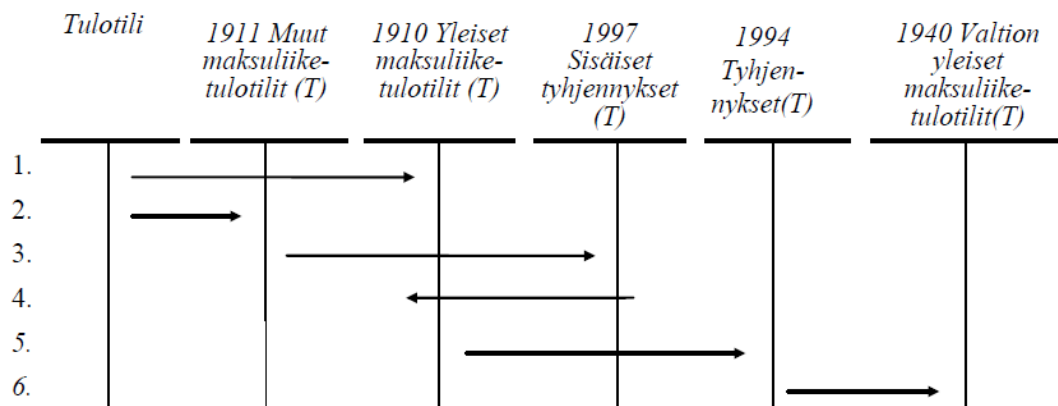 Tulotili
1911 Muut
maksuliike-
tulotilit (T)
1910 Yleiset
maksuliike-
tulotilit (T)
1997
Sisäiset
tyhjennykset
(T)
1994
Tyhjen-
nykset(T)
1940 Valtion
yleiset
maksuliike-
tulotilit(T)
1.
2.
3.
4.
5.
6.